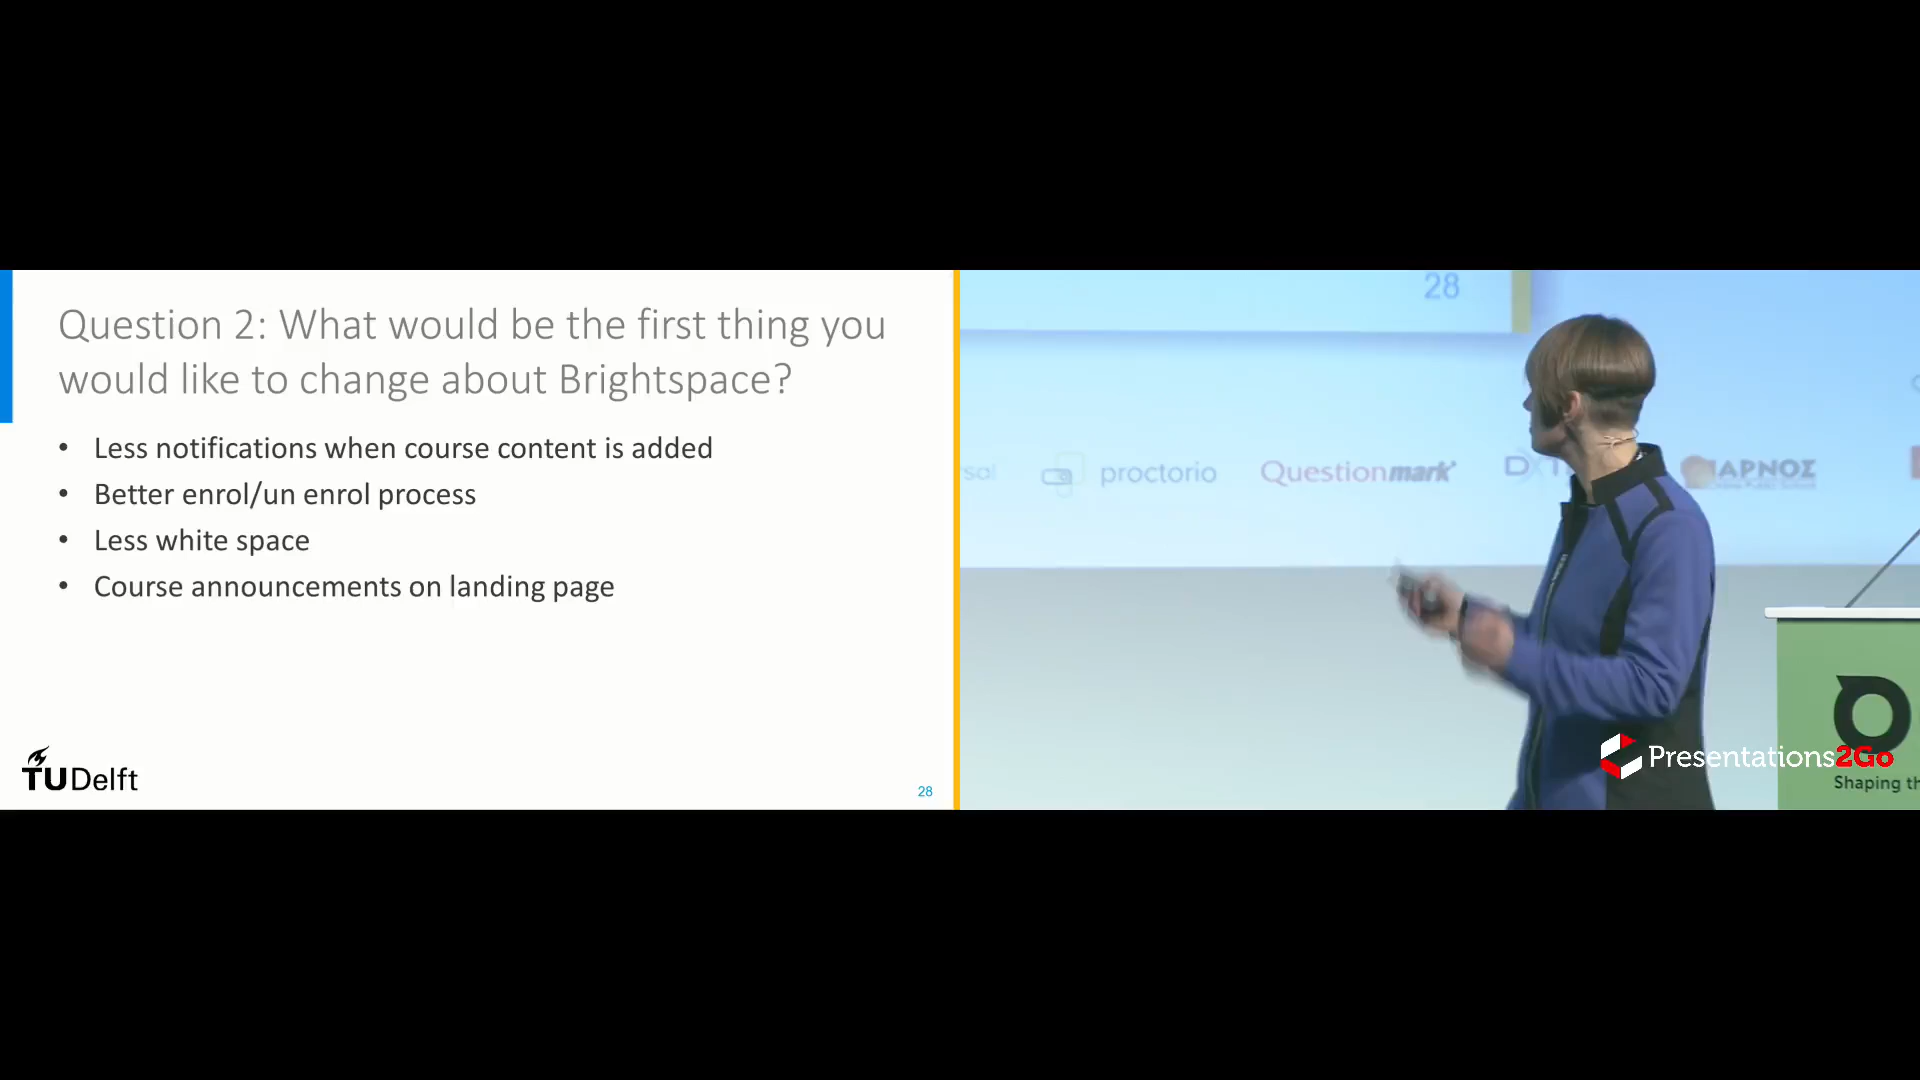 Question 2: What would be the first thing you
would like to change about Brightspace?
• Less notifications when course content is added
• Better enrol/un enrol process
• Less white space
• Course announcements on landing page
TUDelft
28
28
proctorio
Questionmark
ΑΡΝΟΣ
Presentations2Go
Shaping